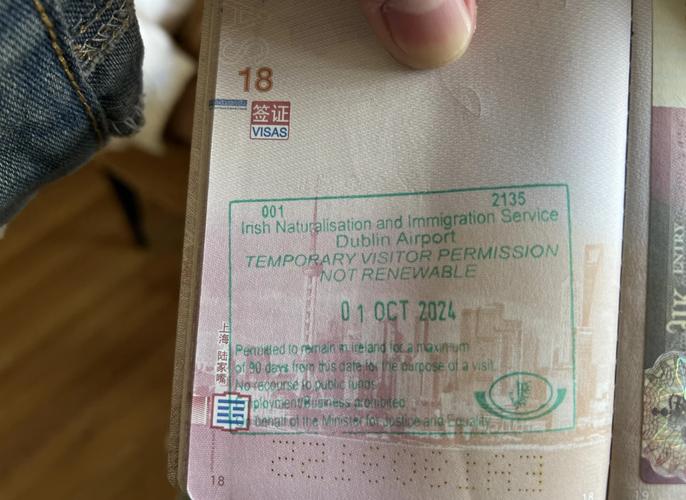 18
签证
VISAS
001 2135
Irish Naturalisation and Immigration Service
Dublin Airport
TEMPORARY VISITOR PERMISSION
NOT RENEWABLE
01 OCT 2024
Permitted to remain in Ireland for a maximum
of 90 days from this date for the purpose of a visit.
No recourse to public funds
ployment/Business prohibited
behalf of the Minister for Justice and Equality
上海 陆家嘴
18
18
19
ENTRY